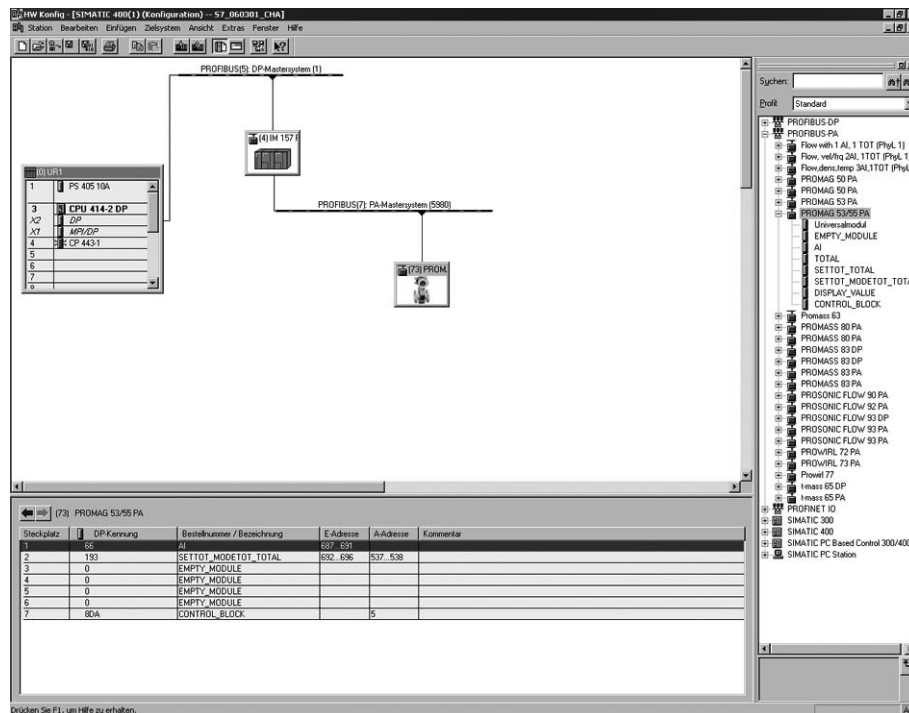 HW Konfig - [SIMATIC 400(1) (Konfiguration) -- S7_060301_CHA]
Station Bearbeiten Einfügen Zielsystem Ansicht Extras Fenster Hilfe
PROFIBUS(5): DP-Mastersystem (1)
(4) IM 157
(0) UR1
1 PS 405 10A
3 CPU 414-2 DP
X2 DP
X1 MPI/DP
4 CP 443-1
5
6
7
PROFIBUS(7): PA-Mastersystem (5980)
(73) PROM
Suchen:
Profil: Standard
PROFIBUS-DP
PROFIBUS-PA
Flow with 1 AI, 1 TOT (PhyL 1)
Flow, vel/frq 2AI, 1TOT (PhyL 1
Flow,dens,temp 3AI,1TOT (PhyL
PROMAG 50 PA
PROMAG 50 PA
PROMAG 53 PA
PROMAG 53/55 PA
Universalmodul
EMPTY_MODULE
AI
TOTAL
SETTOT_TOTAL
SETTOT_MODETOT_TOTA
DISPLAY_VALUE
CONTROL_BLOCK
Promass 63
PROMASS 80 PA
PROMASS 80 PA
PROMASS 83 DP
PROMASS 83 DP
PROMASS 83 PA
PROMASS 83 PA
PROSONIC FLOW 90 PA
PROSONIC FLOW 92 PA
PROSONIC FLOW 93 DP
PROSONIC FLOW 93 PA
PROSONIC FLOW 93 PA
PROWIRL 72 PA
PROWIRL 73 PA
Prowirl 77
t-mass 65 DP
t-mass 65 PA
PROFINET IO
SIMATIC 300
SIMATIC 400
SIMATIC PC Based Control 300/400
SIMATIC PC Station
(73) PROMAG 53/55 PA
Steckplatz DP-Kennung Bestellnummer / Bezeichnung E-Adresse A-Adresse Kommentar
1 66 AI 687...691
2 193 SETTOT_MODETOT_TOTAL 692...696 537...538
3 0 EMPTY_MODULE
4 0 EMPTY_MODULE
5 0 EMPTY_MODULE
6 0 EMPTY_MODULE
7 8DA CONTROL_BLOCK 5
Drücken Sie F1, um Hilfe zu erhalten.